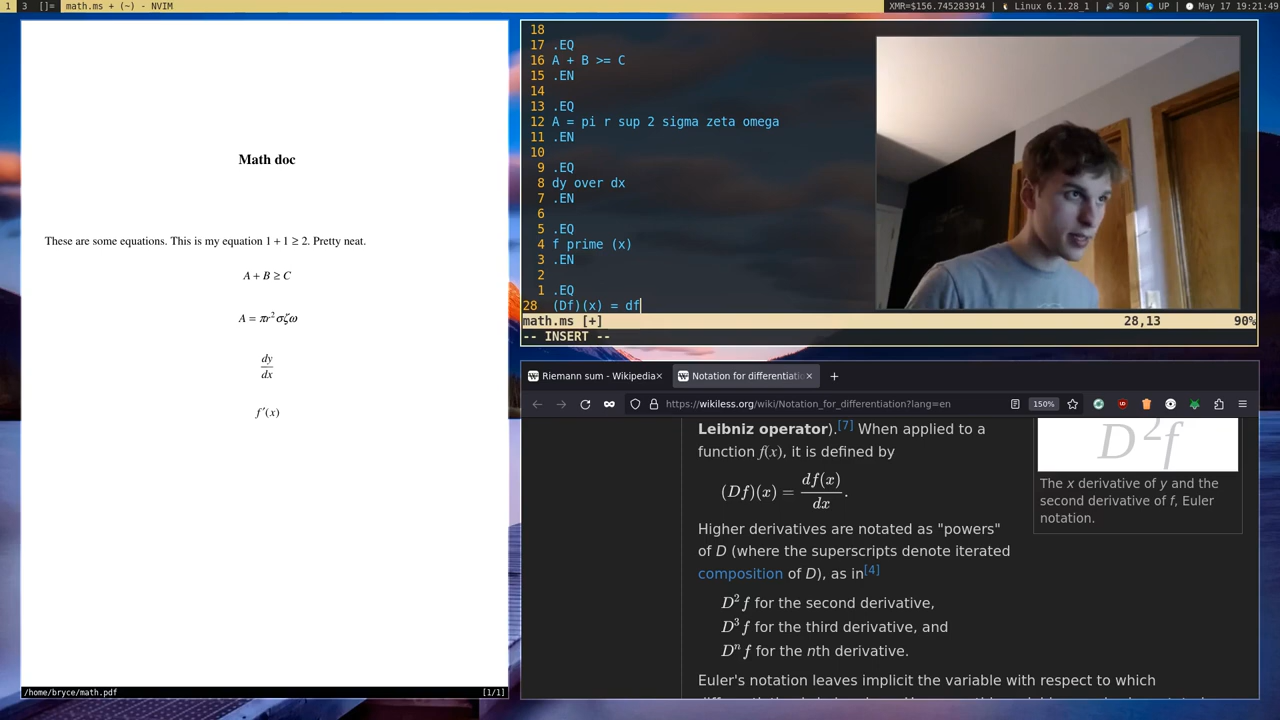 1 3 []= math.ms + (~) - NVIM
XMR=$156.745283914 | Linux 6.1.28_1 | 50 | UP | May 17 19:21:49
Math doc
These are some equations. This is my equation 1 + 1 ≥ 2. Pretty neat.
A + B ≥ C
A = πr²σζω
dy
dx
f′(x)
/home/bryce/math.pdf [1/1]
18
17 .EQ
16 A + B >= C
15 .EN
14
13 .EQ
12 A = pi r sup 2 sigma zeta omega
11 .EN
10
9 .EQ
8 dy over dx
7 .EN
6
5 .EQ
4 f prime (x)
3 .EN
2
1 .EQ
28 (Df)(x) = df
math.ms [+] 28,13 90%
-- INSERT --
Riemann sum - Wikipedia Notation for differentiatio
https://wikiless.org/wiki/Notation_for_differentiation?lang=en 150%
Leibniz operator).[7] When applied to a
function f(x), it is defined by
(Df)(x) = df(x)
dx.
Higher derivatives are notated as "powers"
of D (where the superscripts denote iterated
composition of D), as in[4]
D²f for the second derivative,
D³f for the third derivative, and
Dⁿf for the nth derivative.
Euler's notation leaves implicit the variable with respect to which
D²f
The x derivative of y and the
second derivative of f, Euler
notation.